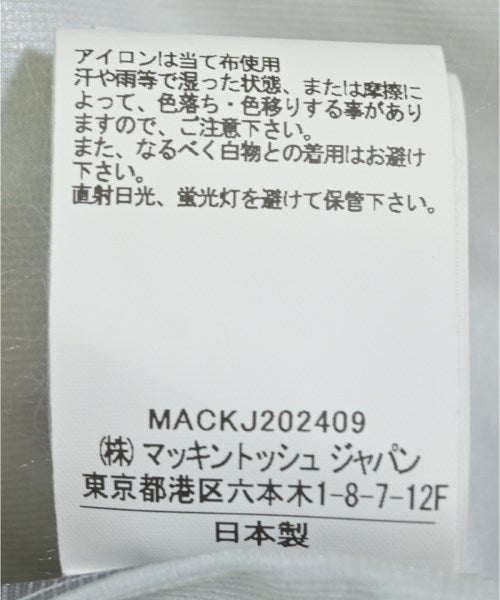 アイロンは当て布使用
汗や雨等で湿った状態、または摩擦に
よって、色落ち・色移りする事があり
ますので、ご注意下さい。
また、なるべく白物との着用はお避け
下さい。
直射日光、蛍光灯を避けて保管下さい。
MACKJ202409
(株)マッキントッシュ ジャパン
東京都港区六本木1-8-7-12F
日本製